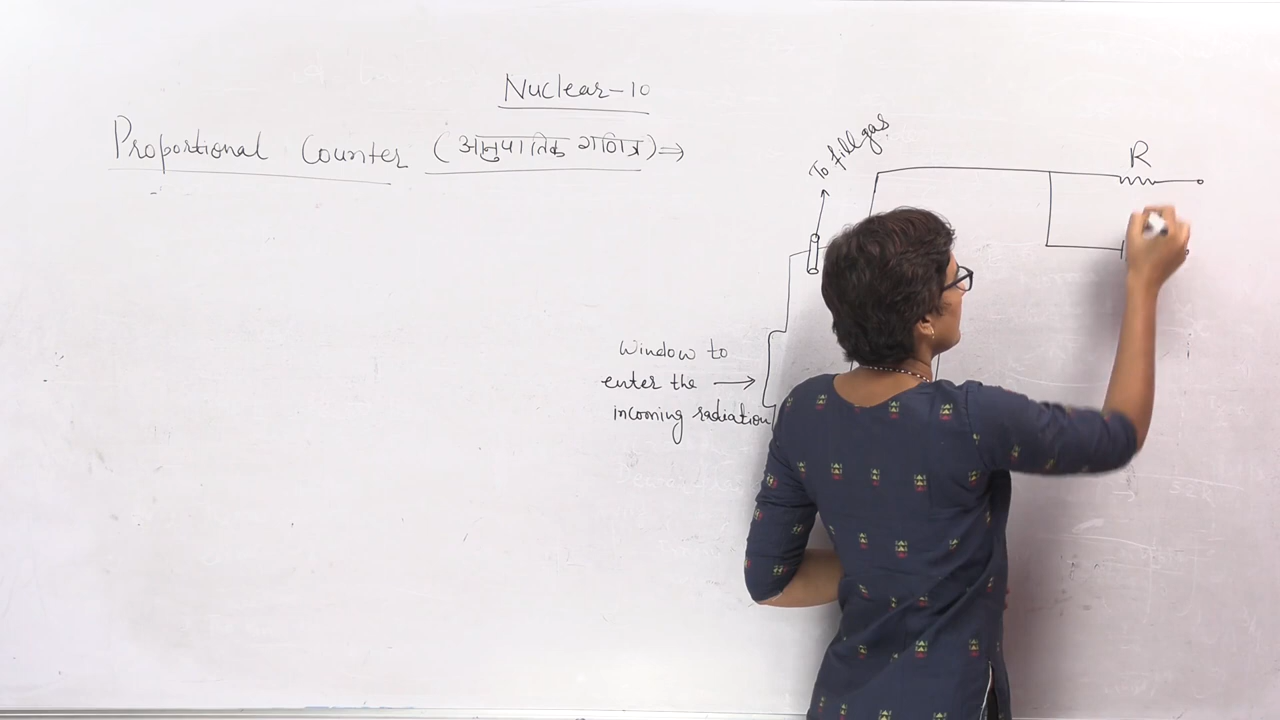 Nuclear-10
Proportional Counter (आनुपातिक गणित्र) ⇒
To fill gas
R
Window to
enter the →
incoming radiation